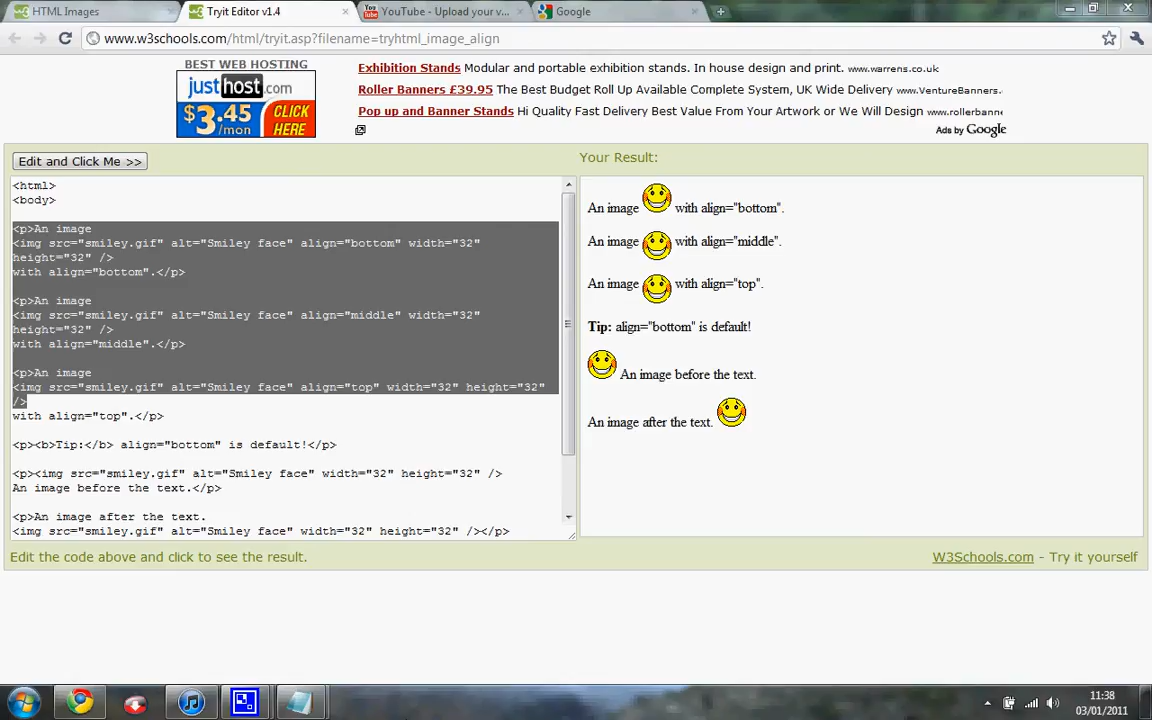 HTML Images
Tryit Editor v1.4
YouTube - Upload your v...
Google
www.w3schools.com/html/tryit.asp?filename=tryhtml_image_align
BEST WEB HOSTING
justhost.com
$3.45
/mon
CLICK
HERE
Exhibition Stands Modular and portable exhibition stands. In house design and print. www.warrens.co.uk
Roller Banners £39.95 The Best Budget Roll Up Available Complete System, UK Wide Delivery www.VentureBanners.
Pop up and Banner Stands Hi Quality Fast Delivery Best Value From Your Artwork or We Will Design www.rollerbanne
Ads by Google
Edit and Click Me >>
Your Result:
<html>
<body>
<p>An image
<img src="smiley.gif" alt="Smiley face" align="bottom" width="32"
height="32" />
with align="bottom".</p>
<p>An image
<img src="smiley.gif" alt="Smiley face" align="middle" width="32"
height="32" />
with align="middle".</p>
<p>An image
<img src="smiley.gif" alt="Smiley face" align="top" width="32" height="32"
/>
with align="top".</p>
<p><b>Tip:</b> align="bottom" is default!</p>
<p><img src="smiley.gif" alt="Smiley face" width="32" height="32" />
An image before the text.</p>
<p>An image after the text.
<img src="smiley.gif" alt="Smiley face" width="32" height="32" /></p>
An image with align="bottom".
An image with align="middle".
An image with align="top".
Tip: align="bottom" is default!
An image before the text.
An image after the text.
Edit the code above and click to see the result.
W3Schools.com - Try it yourself
11:38
03/01/2011